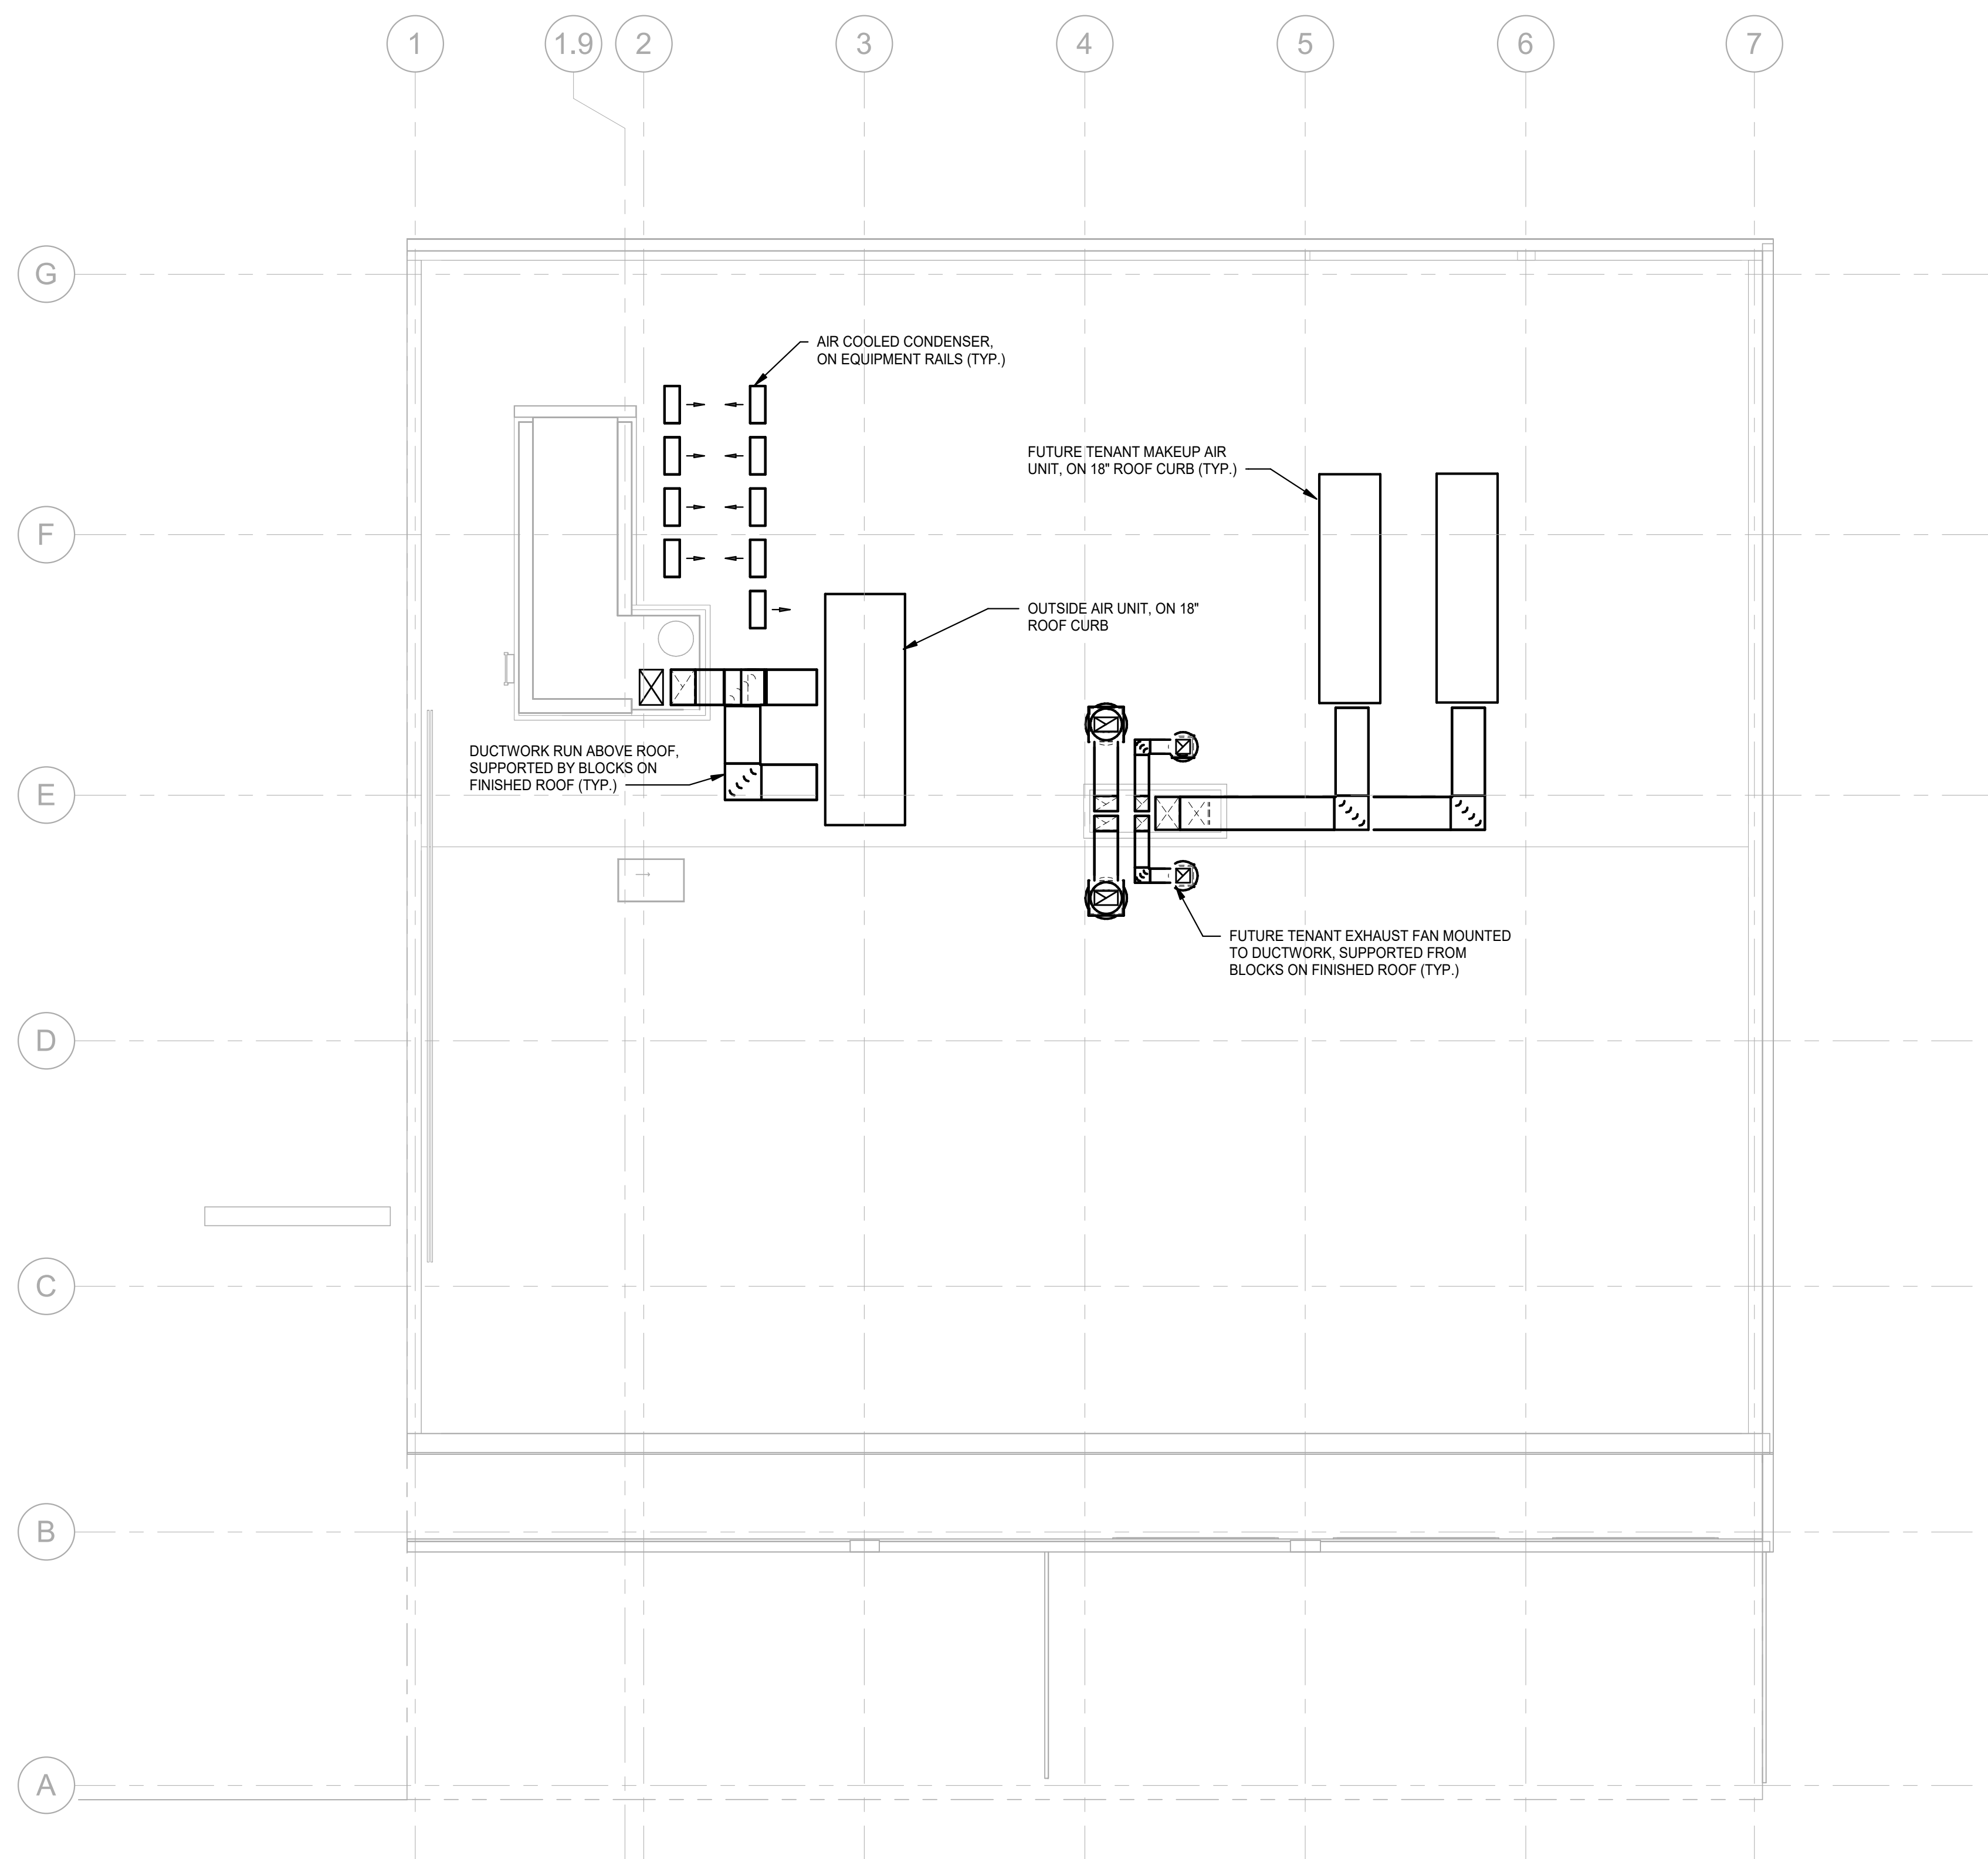 1
1.9
2
3
4
5
6
7
G
AIR COOLED CONDENSER,
ON EQUIPMENT RAILS (TYP.)
FUTURE TENANT MAKEUP AIR
UNIT, ON 18" ROOF CURB (TYP.)
F
OUTSIDE AIR UNIT, ON 18"
ROOF CURB
DUCTWORK RUN ABOVE ROOF,
SUPPORTED BY BLOCKS ON
FINISHED ROOF (TYP.)
E
FUTURE TENANT EXHAUST FAN MOUNTED
TO DUCTWORK, SUPPORTED FROM
BLOCKS ON FINISHED ROOF (TYP.)
D
C
B
A